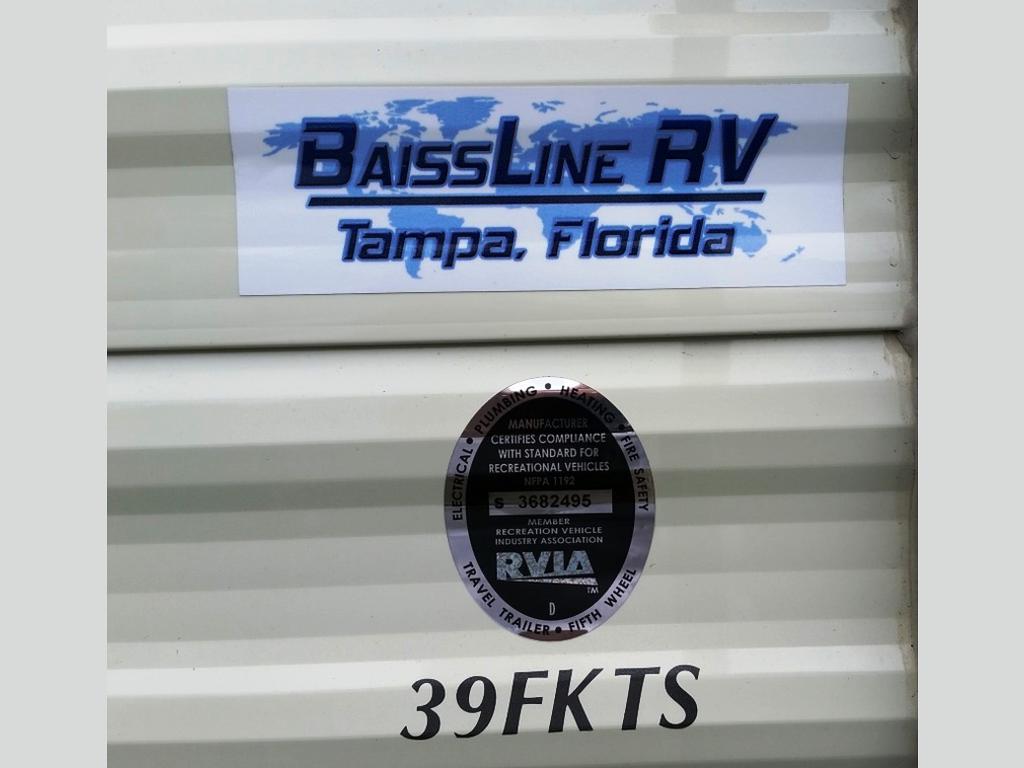 BAISSLINE RV
Tampa, Florida
ELECTRICAL • PLUMBING • HEATING • FIRE SAFETY
MANUFACTURER
CERTIFIES COMPLIANCE
WITH STANDARD FOR
RECREATIONAL VEHICLES
NFPA 1192
S 3682495
MEMBER
RECREATION VEHICLE
INDUSTRY ASSOCIATION
RVIA
TM
D
TRAVEL TRAILER • FIFTH WHEEL
39FKTS